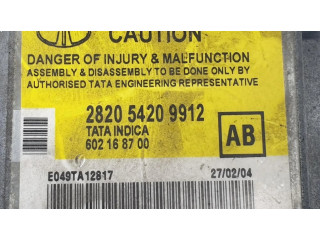 CAUTION
DANGER OF INJURY & MALFUNCTION
ASSEMBLY & DISASSEMBLY TO BE DONE ONLY BY
AUTHORISED TATA ENGINEERING REPRESENTATIVE
2820 5420 9912
TATA INDICA
602 16 87 00
AB
E049TA12817
27/02/04